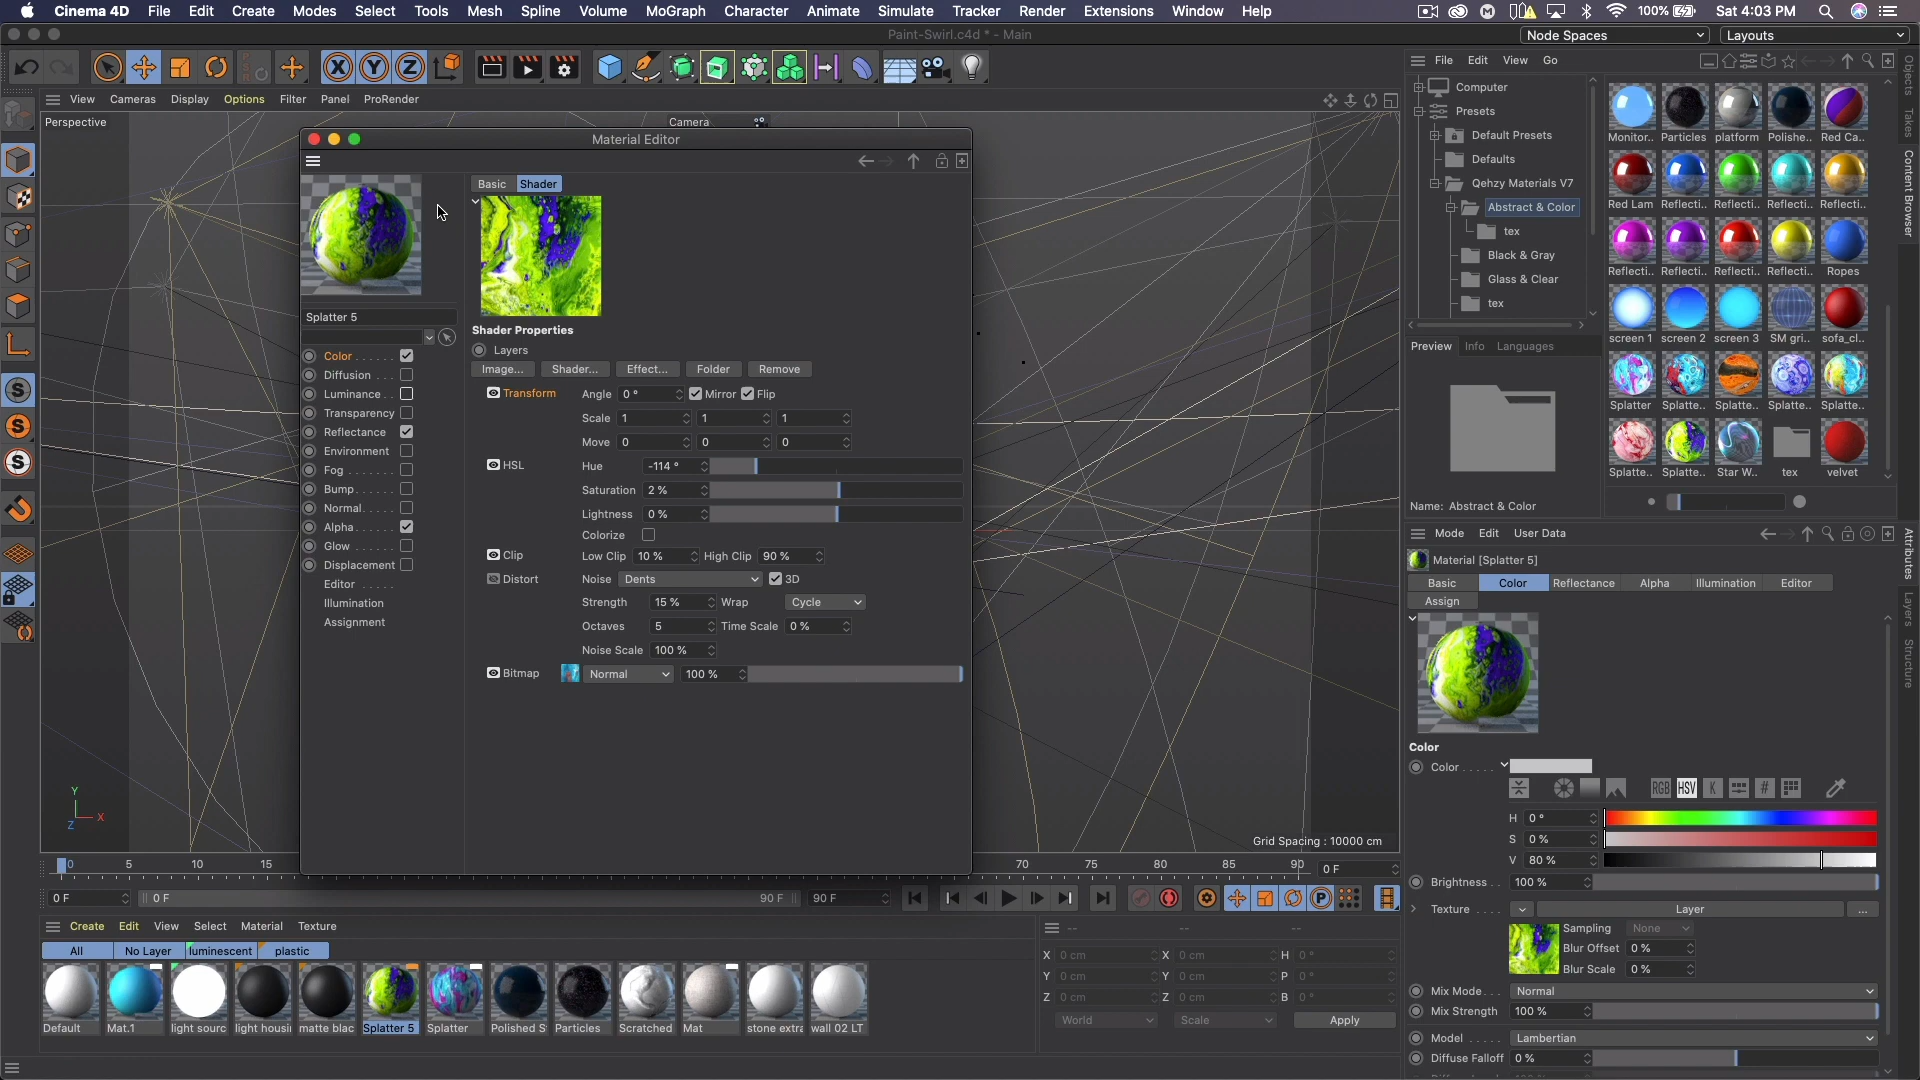 Cinema 4D File Edit Create Modes Select Tools Mesh Spline Volume MoGraph Character Animate Simulate Tracker Render Extensions Window Help 100% Sat 4:03 PM
Paint-Swirl.c4d * - Main
Node Spaces Layouts
View Cameras Display Options Filter Panel ProRender
Perspective
Camera
Grid Spacing : 10000 cm
Y
X
Z
Material Editor
Basic Shader
Splatter 5
Shader Properties
Layers
Image... Shader... Effect... Folder Remove
Color
Diffusion
Luminance
Transparency
Reflectance
Environment
Fog
Bump
Normal
Alpha
Glow
Displacement
Editor
Illumination
Assignment
Transform Angle 0 ° Mirror Flip
Scale 1 1 1
Move 0 0 0
HSL Hue -114 °
Saturation 2 %
Lightness 0 %
Colorize
Clip Low Clip 10 % High Clip 90 %
Distort Noise Dents 3D
Strength 15 % Wrap Cycle
Octaves 5 Time Scale 0 %
Noise Scale 100 %
Bitmap Normal 100 %
0 5 10 15 70 75 80 85 90 0 F
0 F 0 F 90 F 90 F
Create Edit View Select Material Texture
All No Layer luminescent plastic
Default Mat.1 light sourc light housi matte blac Splatter 5 Splatter Polished S Particles Scratched Mat stone extra wall 02 LT
-- -- --
X 0 cm X 0 cm H 0 °
Y 0 cm Y 0 cm P 0 °
Z 0 cm Z 0 cm B 0 °
World Scale Apply
File Edit View Go
Computer
Presets
Default Presets
Defaults
Qehzy Materials V7
Abstract & Color
tex
Black & Gray
Glass & Clear
tex
Preview Info Languages
Name: Abstract & Color
Monitor.. Particles platform Polishe.. Red Ca..
Red Lam Reflecti.. Reflecti.. Reflecti.. Reflecti..
Reflecti.. Reflecti.. Reflecti.. Reflecti.. Ropes
screen 1 screen 2 screen 3 SM gri.. sofa_cl..
Splatter Splatte.. Splatte.. Splatte.. Splatte..
Splatte.. Splatte.. Star W.. tex velvet
Objects
Takes
Content Browser
Attributes
Layers
Structure
Mode Edit User Data
Material [Splatter 5]
Basic Color Reflectance Alpha Illumination Editor
Assign
Color
Color
RGB HSV K #
H 0 °
S 0 %
V 80 %
Brightness 100 %
Texture Layer ...
Sampling None
Blur Offset 0 %
Blur Scale 0 %
Mix Mode Normal
Mix Strength 100 %
Model Lambertian
Diffuse Falloff 0 %